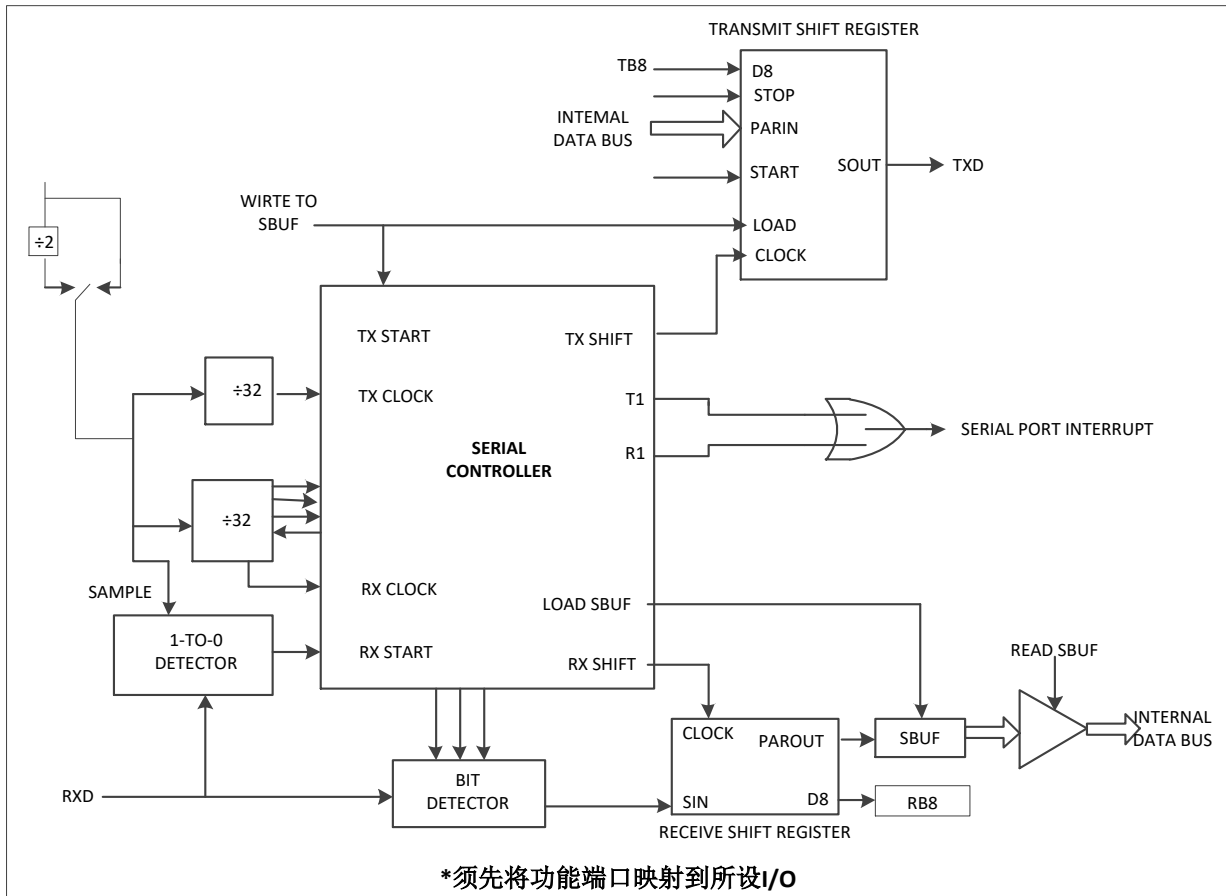 TRANSMIT SHIFT REGISTER
TB8
D8
STOP
INTEMAL
DATA BUS
PARIN
START
SOUT
TXD
WIRTE TO
SBUF
LOAD
CLOCK
÷2
TX START
TX SHIFT
÷32
TX CLOCK
T1
SERIAL PORT INTERRUPT
R1
SERIAL
CONTROLLER
÷32
RX CLOCK
SAMPLE
LOAD SBUF
1-TO-0
DETECTOR
RX START
RX SHIFT
READ SBUF
CLOCK
PAROUT
SBUF
INTERNAL
DATA BUS
BIT
DETECTOR
RXD
SIN
D8
RB8
RECEIVE SHIFT REGISTER
*须先将功能端口映射到所设I/O